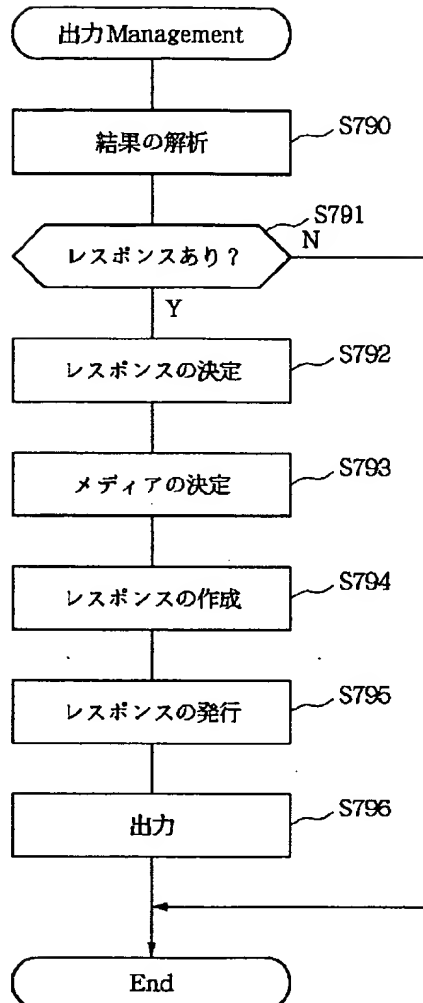 出力Management
結果の解析
S790
S791
レスポンスあり?
N
Y
レスポンスの決定
S792
メディアの決定
S793
レスポンスの作成
S794
レスポンスの発行
S795
出力
S796
End